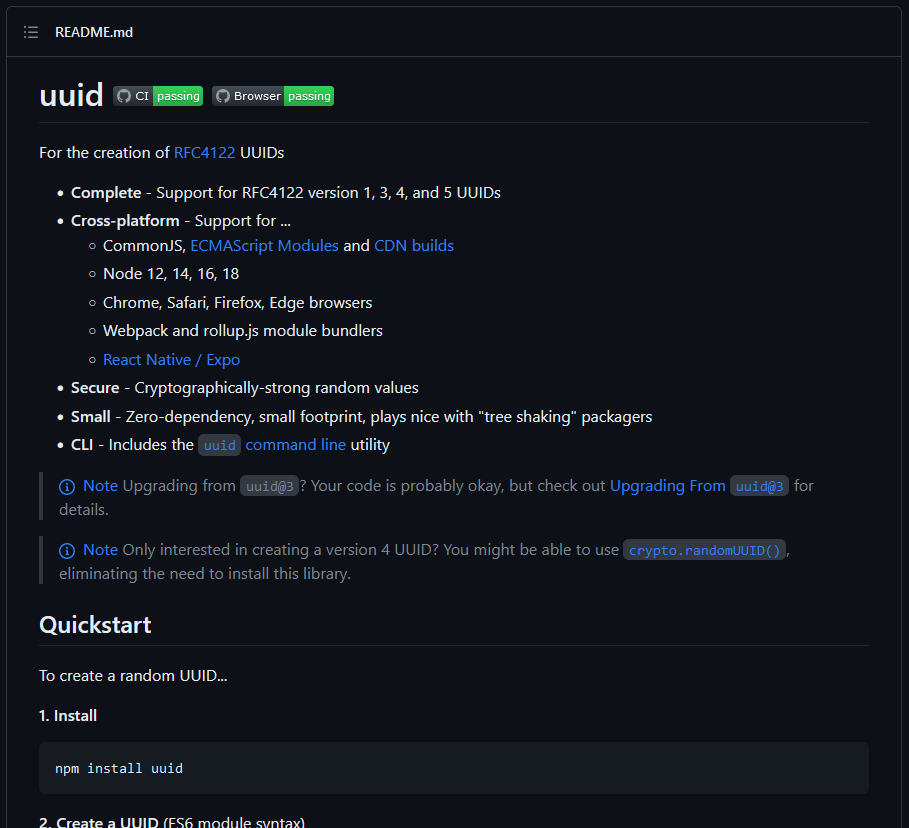 README.md
uuid CI passing Browser passing
For the creation of RFC4122 UUIDs
• Complete - Support for RFC4122 version 1, 3, 4, and 5 UUIDs
• Cross-platform - Support for ...
◦ CommonJS, ECMAScript Modules and CDN builds
◦ Node 12, 14, 16, 18
◦ Chrome, Safari, Firefox, Edge browsers
◦ Webpack and rollup.js module bundlers
◦ React Native / Expo
• Secure - Cryptographically-strong random values
• Small - Zero-dependency, small footprint, plays nice with "tree shaking" packagers
• CLI - Includes the uuid command line utility
Note Upgrading from uuid@3? Your code is probably okay, but check out Upgrading From uuid@3 for
details.
Note Only interested in creating a version 4 UUID? You might be able to use crypto.randomUUID(),
eliminating the need to install this library.
Quickstart
To create a random UUID...
1. Install
npm install uuid
2. Create a UUID (ES6 module syntax)